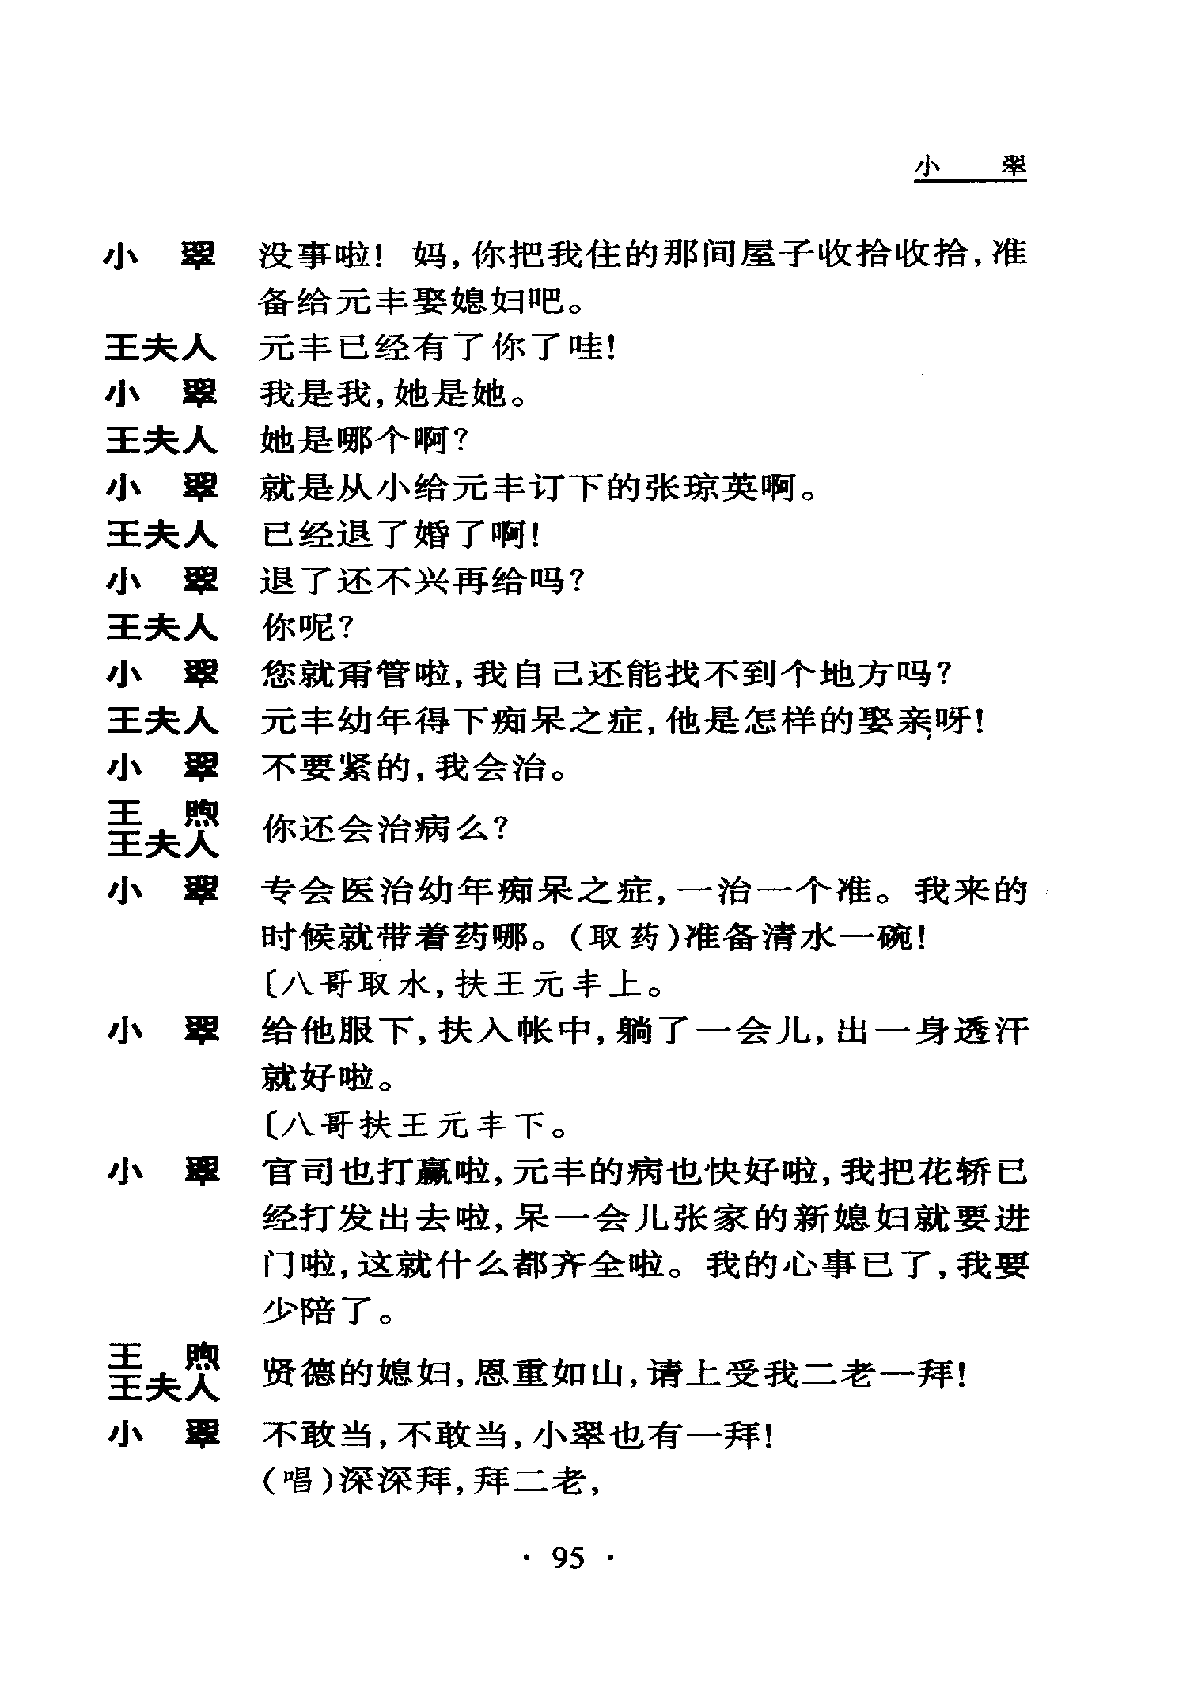 小　　翠
小　翠　没事啦！ 妈，你把我住的那间屋子收拾收拾，准
备给元丰娶媳妇吧。
王夫人　元丰已经有了你了哇！
小　翠　我是我，她是她。
王夫人　她是哪个啊？
小　翠　就是从小给元丰订下的张琼英啊。
王夫人　已经退了婚了啊！
小　翠　退了还不兴再给吗？
王夫人　你呢？
小　翠　您就甭管啦，我自己还能找不到个地方吗？
王夫人　元丰幼年得下痴呆之症，他是怎样的娶亲呀！
小　翠　不要紧的，我会治。
王　煦
王夫人　你还会治病么？
小　翠　专会医治幼年痴呆之症，一治一个准。我来的
时候就带着药哪。（取药）准备清水一碗！
〔八哥取水，扶王元丰上。
小　翠　给他服下，扶入帐中，躺了一会儿，出一身透汗
就好啦。
〔八哥扶王元丰下。
小　翠　官司也打赢啦，元丰的病也快好啦，我把花轿已
经打发出去啦，呆一会儿张家的新媳妇就要进
门啦，这就什么都齐全啦。我的心事已了，我要
少陪了。
王　煦
王夫人　贤德的媳妇，恩重如山，请上受我二老一拜！
小　翠　不敢当，不敢当，小翠也有一拜！
（唱）深深拜，拜二老，
· 95 ·